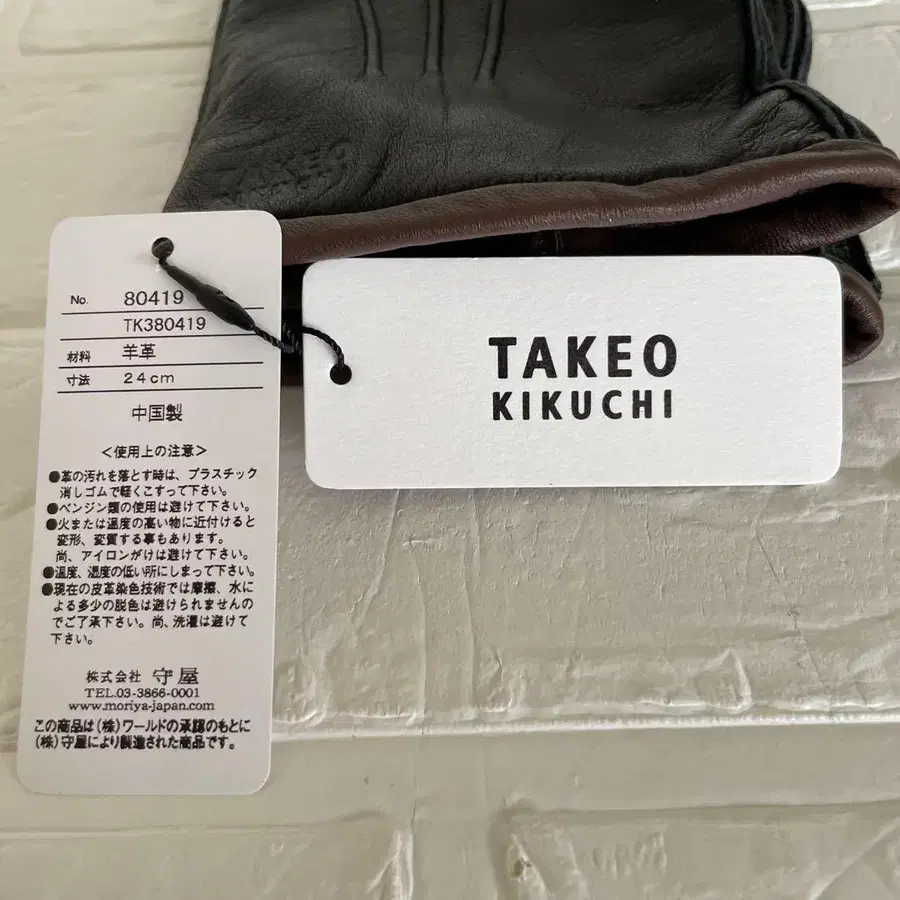 TAKEO
No. 80419
TK380419
材料 羊革
寸法 24cm
中国製
<使用上の注意>
●革の汚れを落とす時は、プラスチック
消しゴムで軽くこすって下さい。
●ベンジン類の使用は避けて下さい。
●火または温度の高い物に近付けると
変形、変質する事もあります。
尚、アイロンがけは避けて下さい。
●温度、湿度の低い所にしまって下さい。
●現在の皮革染色技術では摩擦、水に
よる多少の脱色は避けられませんの
でご了承下さい。尚、洗濯は避けて
下さい。
株式会社 守屋
TEL.03-3866-0001
www.moriya-japan.com
この商品は(株)ワールドの承認のもとに
(株)守屋により製造された商品です。
TAKEO
KIKUCHI